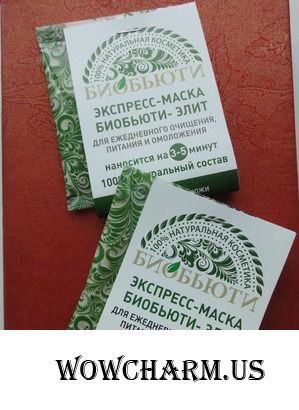 100% НАТУРАЛЬНАЯ КОСМЕТИКА
БИОБЬЮТИ
ЭКСПРЕСС-МАСКА
БИОБЬЮТИ- ЭЛИТ
ДЛЯ ЕЖЕДНЕВНОГО ОЧИЩЕНИЯ,
ПИТАНИЯ И ОМОЛОЖЕНИЯ
наносится на 3-5 минут
100%
состав
100% НАТУРАЛЬНАЯ КОСМЕТИКА
БИОБЬЮТИ
ЭКСПРЕСС-МАСКА
БИОБЬЮТИ- ЭЛИТ
ДЛЯ
WOWCHARM.US